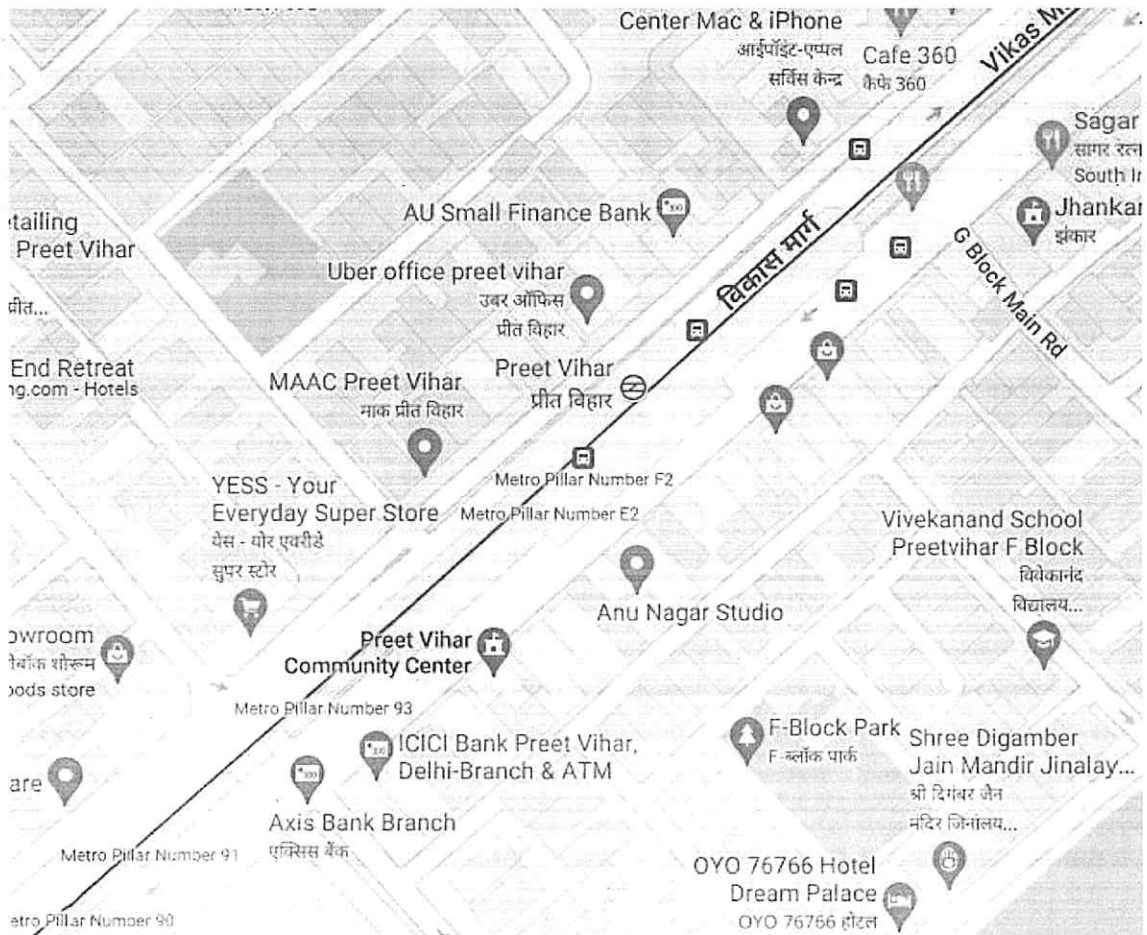 Center Mac & iPhone
आईपॉइंट-एप्पल
सर्विस केन्द्र
Cafe 360
कैफे 360
Vikas
Sagar
सागर रत्न
South
Jhankar
झंकार
G Block Main Rd
विकास मार्ग
AU Small Finance Bank
Uber office preet vihar
उबर ऑफिस
प्रीत विहार
etailing
Preet Vihar
प्रीत...
End Retreat
ng.com - Hotels
MAAC Preet Vihar
माक प्रीत विहार
Preet Vihar
प्रीत विहार
Metro Pillar Number F2
Metro Pillar Number E2
YESS - Your
Everyday Super Store
येस - योर एवरीडे
सुपर स्टोर
Vivekanand School
Preetvihar F Block
विवेकानंद
विद्यालय...
Anu Nagar Studio
owroom
बॉक शोरूम
oods store
Preet Vihar
Community Center
Metro Pillar Number 93
ICICI Bank Preet Vihar,
Delhi-Branch & ATM
F-Block Park
F-ब्लॉक पार्क
Shree Digamber
Jain Mandir Jinalay...
श्री दिगंबर जैन
मंदिर जिनालय...
are
Axis Bank Branch
एक्सिस बैंक
Metro Pillar Number 91
OYO 76766 Hotel
Dream Palace
OYO 76766 होटल
etro Pillar Number 90